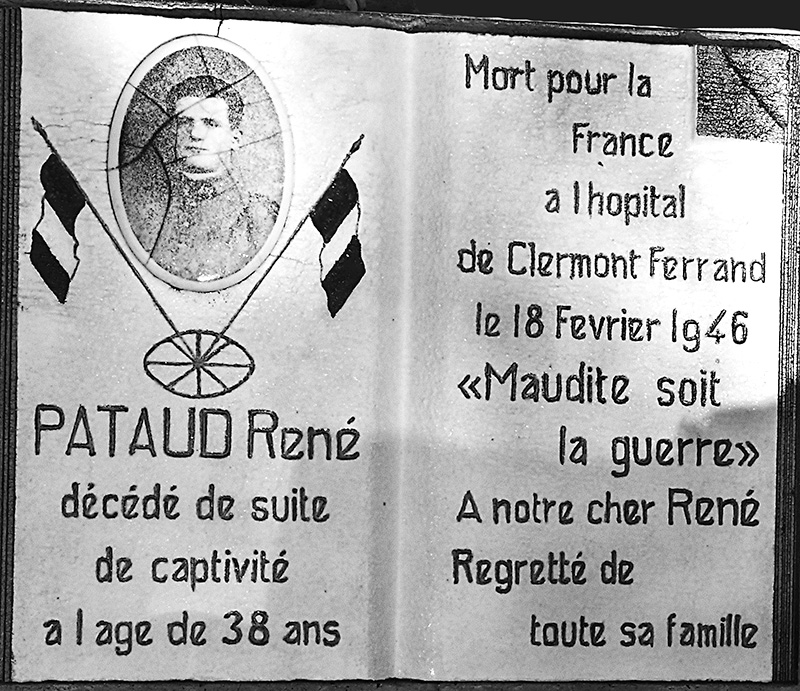 PATAUD René
décédé de suite
de captivité
a l age de 38 ans
Mort pour la
France
a l hopital
de Clermont Ferrand
le 18 Fevrier 1946
«Maudite soit
la guerre»
A notre cher René
Regretté de
toute sa famille